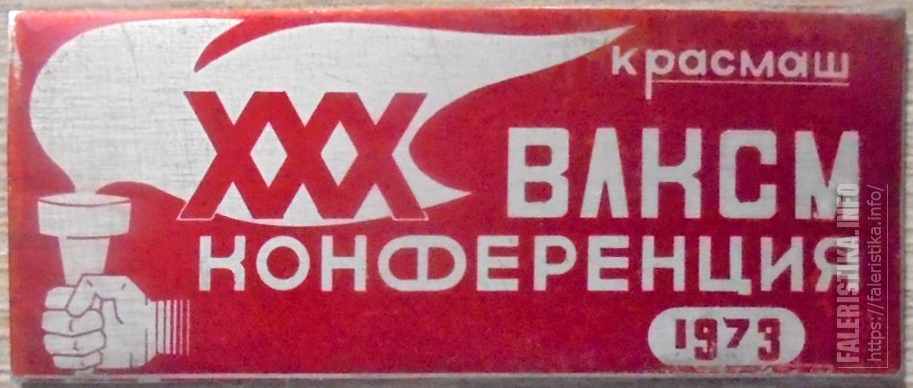 Красмаш
XXX ВЛКСМ
КОНФЕРЕНЦИЯ
1973
FALERISTIKA.INFO
https://faleristika.info/